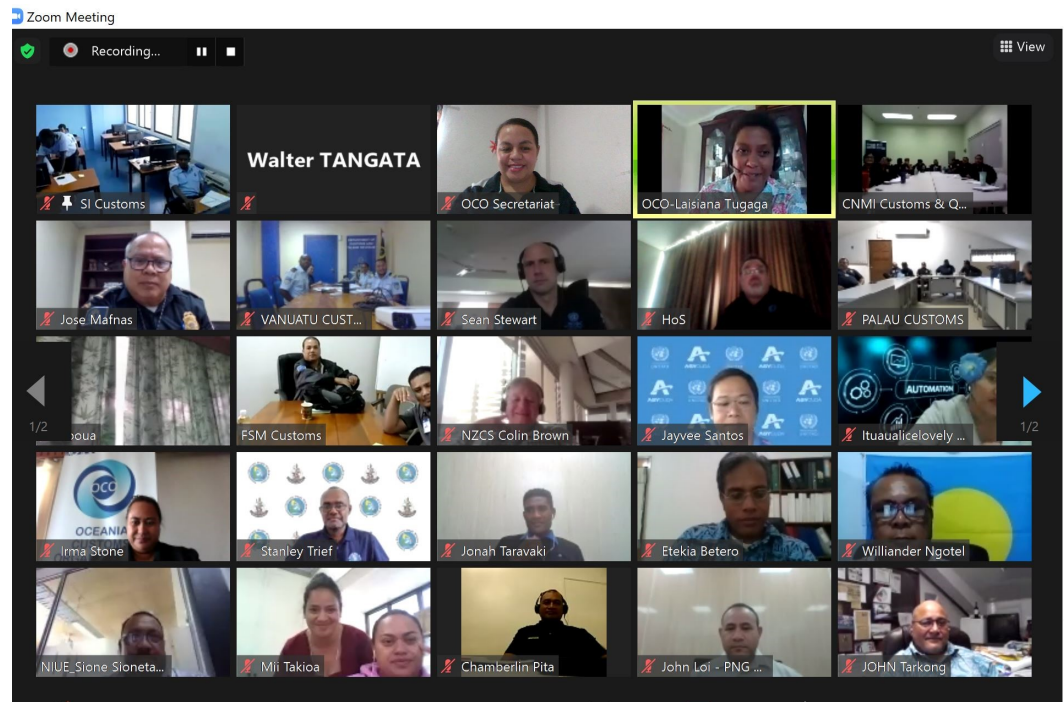 Zoom Meeting
Recording...
View
SI Customs
Walter TANGATA
OCO Secretariat
OCO-Laisiana Tugaga
CNMI Customs & Q...
Jose Mafnas
VANUATU CUST...
Sean Stewart
HoS
PALAU CUSTOMS
1/2
FSM Customs
NZCS Colin Brown
Jayvee Santos
AUTOMATION
Ituaualicelovely ...
1/2
oco
OCEANIA
Irma Stone
Stanley Trief
Jonah Taravaki
Etekia Betero
Williander Ngotel
NIUE_Sione Sioneta...
Mii Takioa
Chamberlin Pita
John Loi - PNG ...
JOHN Tarkong